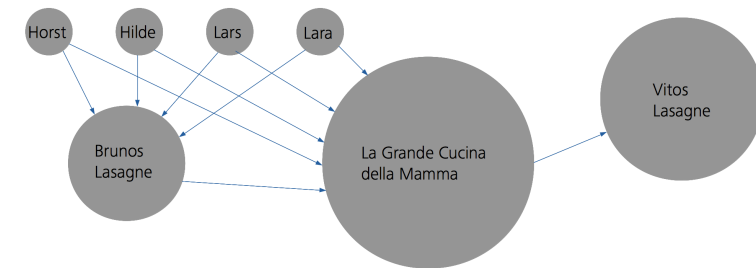 Horst
Hilde
Lars
Lara
Brunos
Lasagne
La Grande Cucina
della Mamma
Vitos
Lasagne